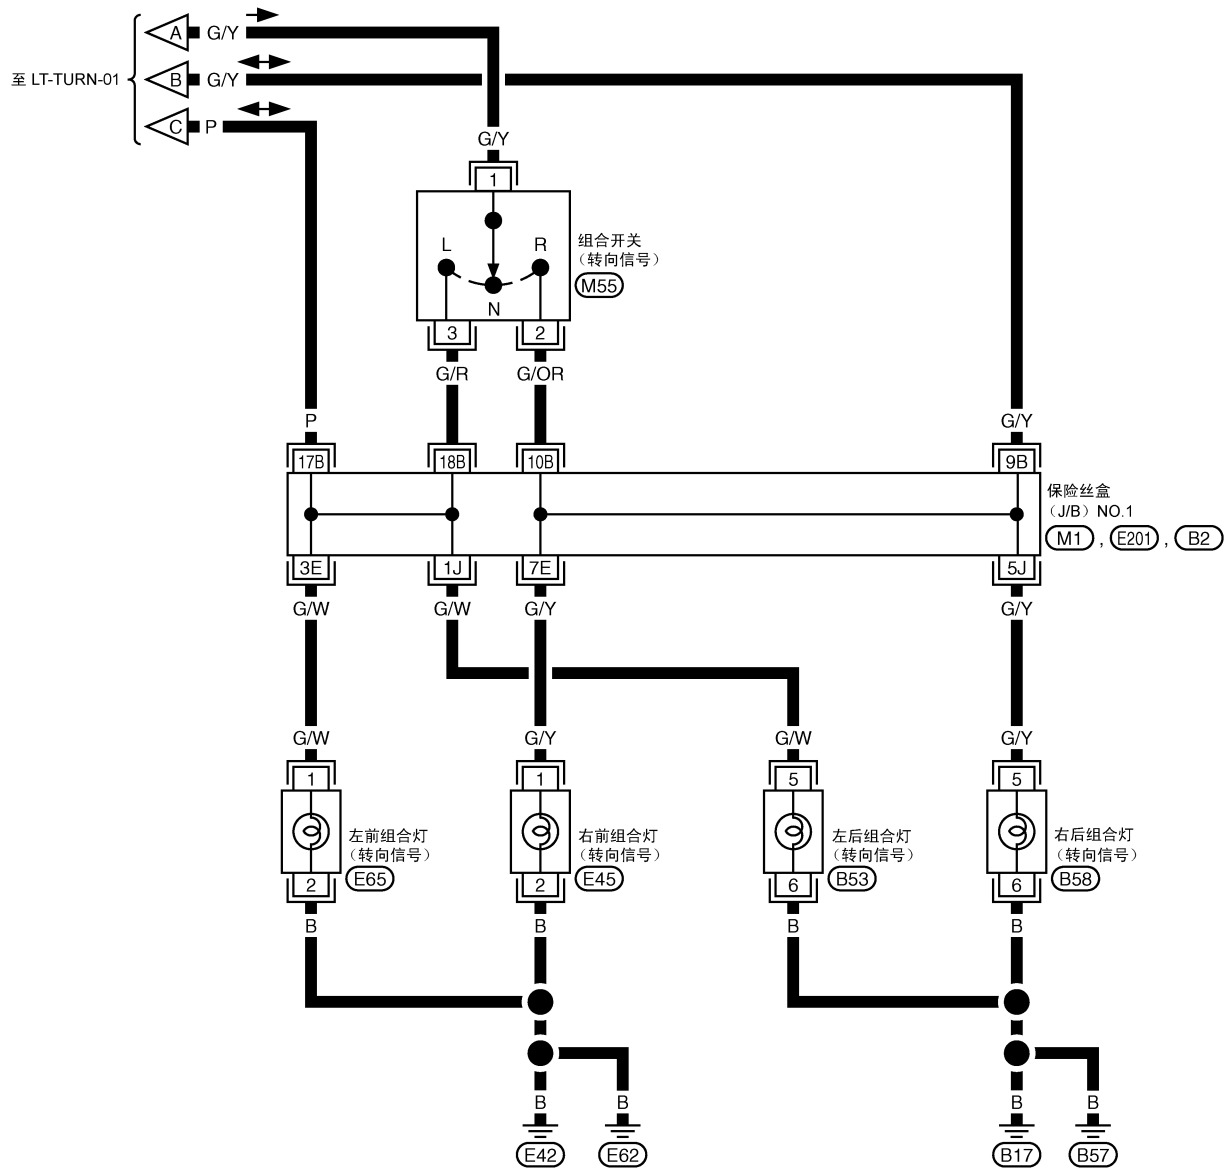 A G/Y
至 LT-TURN-01 B G/Y
C P
G/Y
1
L R
N
组合开关
（转向信号）
M55
3 2
G/R G/OR
P G/Y
17B 18B 10B 9B
保险丝盒
（J/B）NO.1
M1 , E201 , B2
3E 1J 7E 5J
G/W G/W G/Y G/Y
G/W G/Y G/W G/Y
1 1 5 5
左前组合灯
（转向信号）
E65
右前组合灯
（转向信号）
E45
左后组合灯
（转向信号）
B53
右后组合灯
（转向信号）
B58
2 2 6 6
B B B B
B B B B
E42 E62 B17 B57